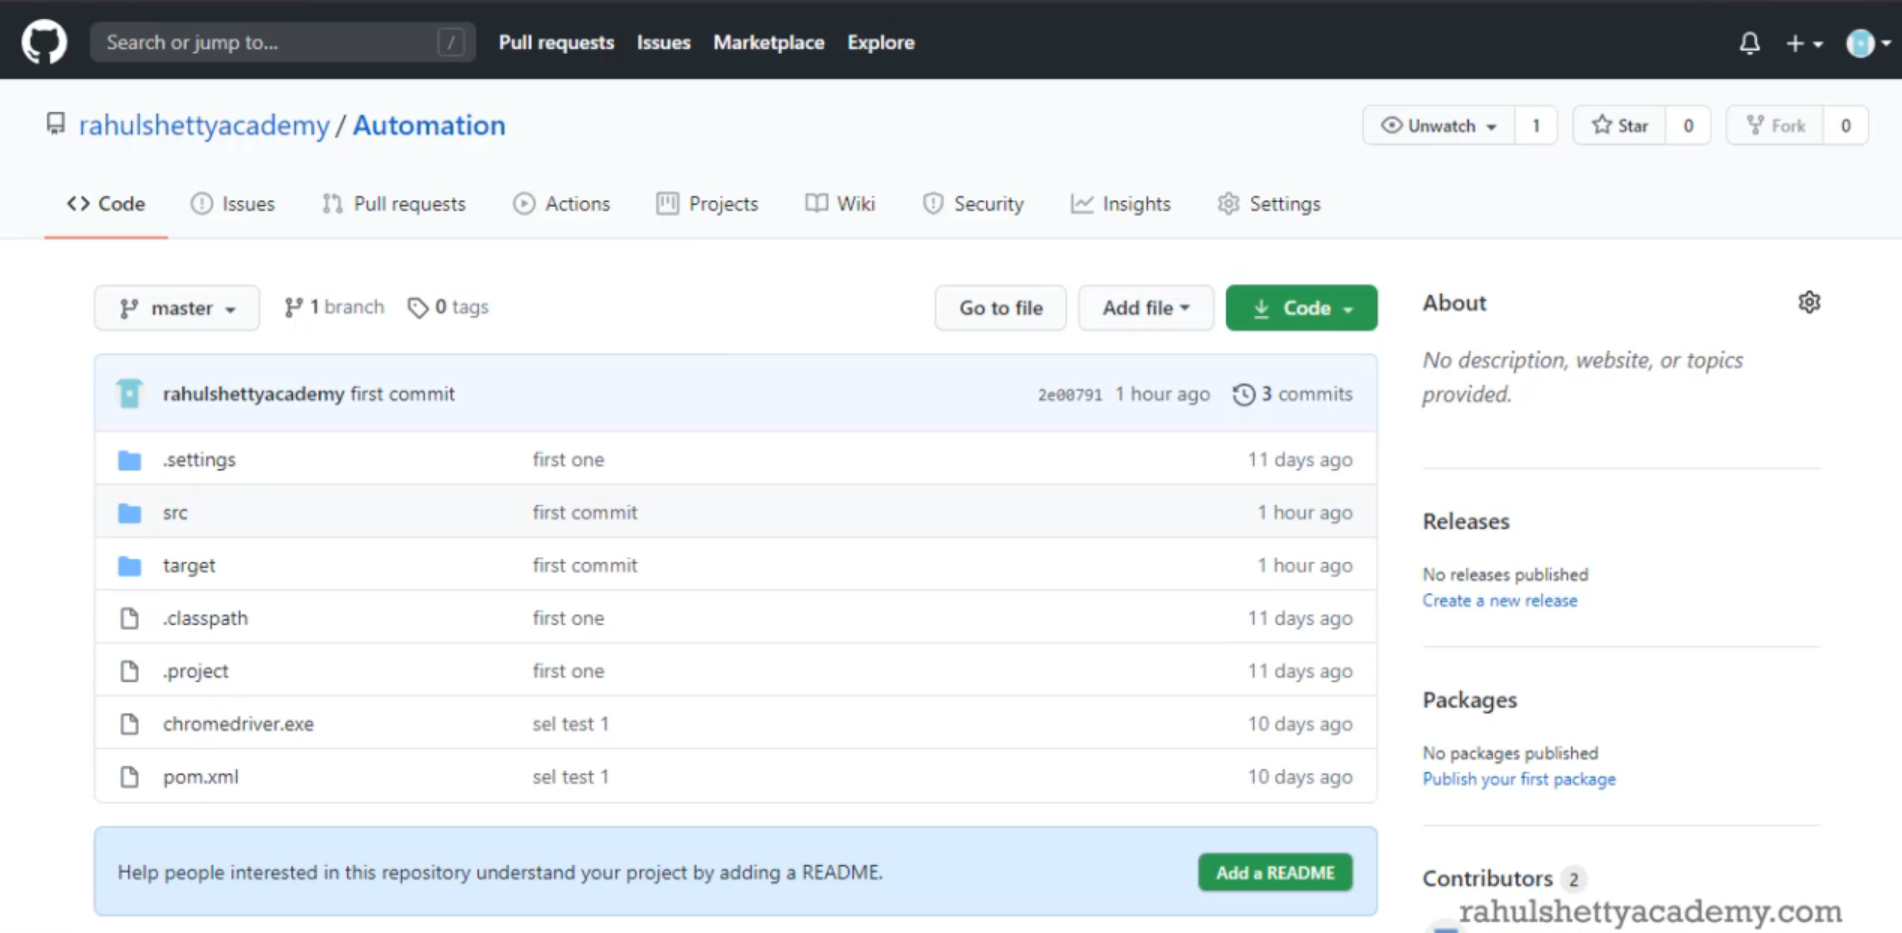 Search or jump to... / Pull requests Issues Marketplace Explore
rahulshettyacademy / Automation Unwatch 1 Star 0 Fork 0
Code Issues Pull requests Actions Projects Wiki Security Insights Settings
master 1 branch 0 tags Go to file Add file Code
rahulshettyacademy first commit 2e00791 1 hour ago 3 commits
.settings first one 11 days ago
src first commit 1 hour ago
target first commit 1 hour ago
.classpath first one 11 days ago
.project first one 11 days ago
chromedriver.exe sel test 1 10 days ago
pom.xml sel test 1 10 days ago
Help people interested in this repository understand your project by adding a README. Add a README
About
No description, website, or topics
provided.
Releases
No releases published
Create a new release
Packages
No packages published
Publish your first package
Contributors 2
rahulshettyacademy.com